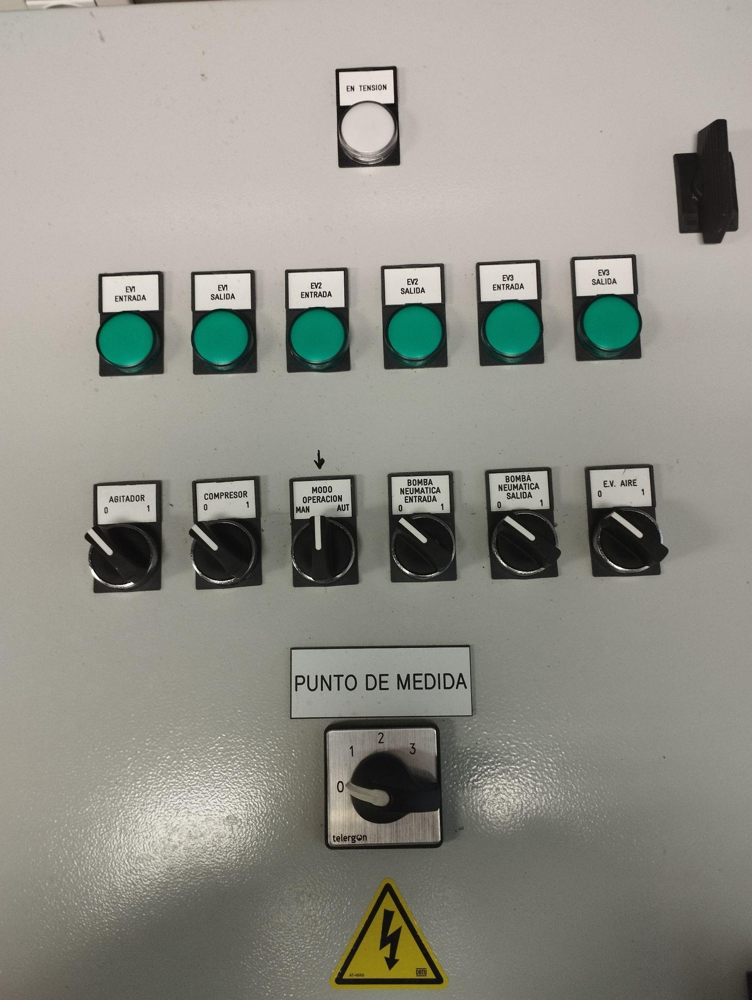 EN TENSION
EV1
ENTRADA
EV1
SALIDA
EV2
ENTRADA
EV2
SALIDA
EV3
ENTRADA
EV3
SALIDA
AGITADOR
0 1
COMPRESOR
0 1
MODO
OPERACION
MAN AUT
BOMBA
NEUMATICA
ENTRADA
0 1
BOMBA
NEUMATICA
SALIDA
0 1
E.V. AIRE
0 1
PUNTO DE MEDIDA
0 1 2 3
telergon
AT-49/05
CATU